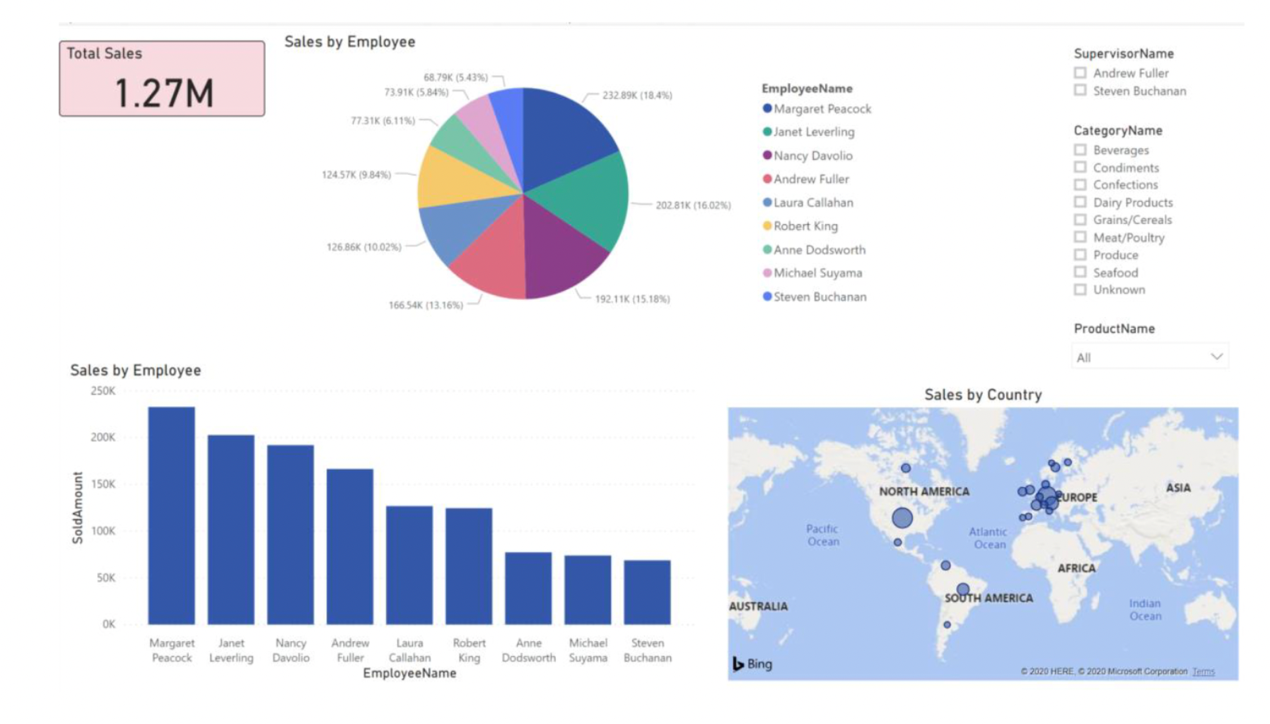 Total Sales
1.27M
Sales by Employee
68.79K (5.43%)
73.91K (5.84%)
77.31K (6.11%)
124.57K (9.84%)
126.86K (10.02%)
166.54K (13.16%)
232.89K (18.4%)
202.81K (16.02%)
192.11K (15.18%)
EmployeeName
Margaret Peacock
Janet Leverling
Nancy Davolio
Andrew Fuller
Laura Callahan
Robert King
Anne Dodsworth
Michael Suyama
Steven Buchanan
SupervisorName
Andrew Fuller
Steven Buchanan
CategoryName
Beverages
Condiments
Confections
Dairy Products
Grains/Cereals
Meat/Poultry
Produce
Seafood
Unknown
ProductName
All
Sales by Employee
250K
200K
150K
100K
50K
0K
SoldAmount
Margaret Janet Nancy Andrew Laura Robert Anne Michael Steven
Peacock Leverling Davolio Fuller Callahan King Dodsworth Suyama Buchanan
EmployeeName
Sales by Country
NORTH AMERICA
EUROPE
ASIA
Pacific
Ocean
Atlantic
Ocean
AFRICA
SOUTH AMERICA
AUSTRALIA
Indian
Ocean
Bing
© 2020 HERE, © 2020 Microsoft Corporation Terms